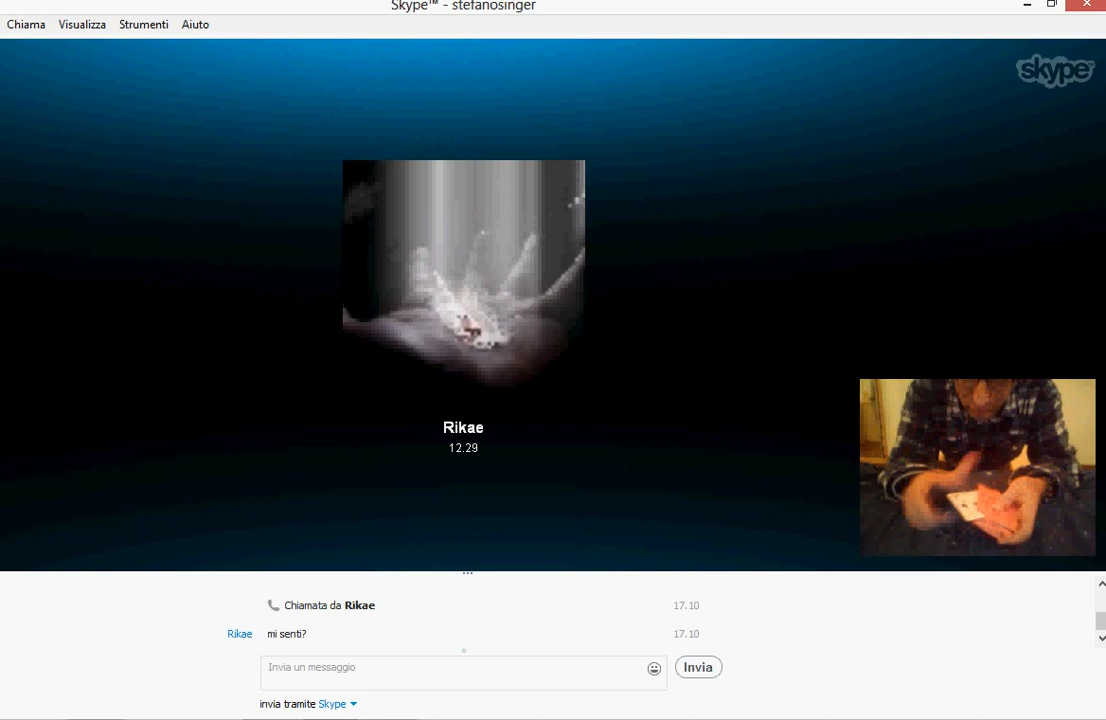 Skype™ - stefanosinger
Chiama Visualizza Strumenti Aiuto
skype
Rikae
12.29
Chiamata da Rikae 17.10
Rikae mi senti? 17.10
Invia un messaggio Invia
invia tramite Skype